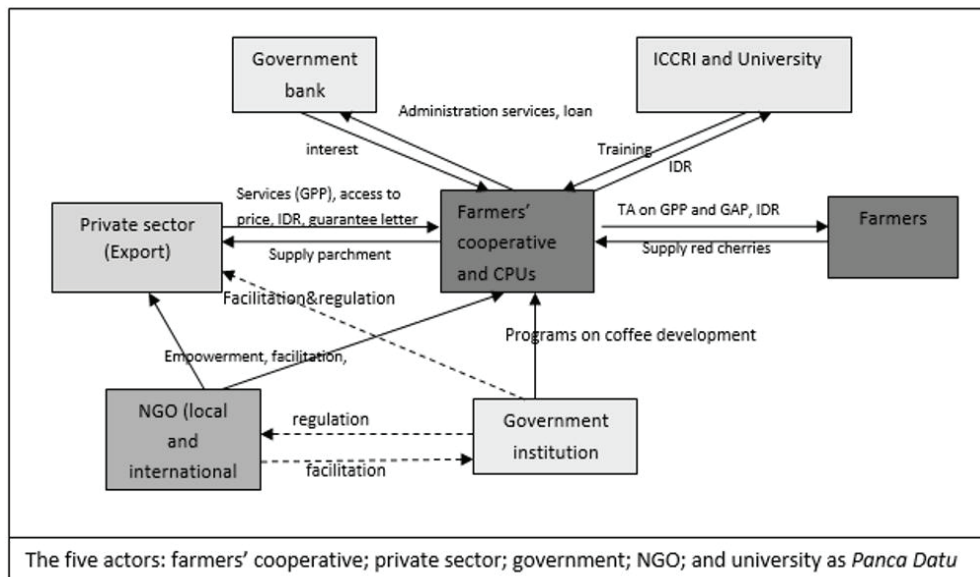 Government
bank
ICCRI and University
Administration services, loan
interest
Training
IDR
Services (GPP), access to
price, IDR, guarantee letter
Private sector
(Export)
Supply parchment
Farmers’
cooperative
and CPUs
TA on GPP and GAP, IDR
Supply red cherries
Farmers
Facilitation&regulation
Empowerment, facilitation,
Programs on coffee development
NGO (local
and
international
regulation
facilitation
Government
institution
The five actors: farmers’ cooperative; private sector; government; NGO; and university as Panca Datu